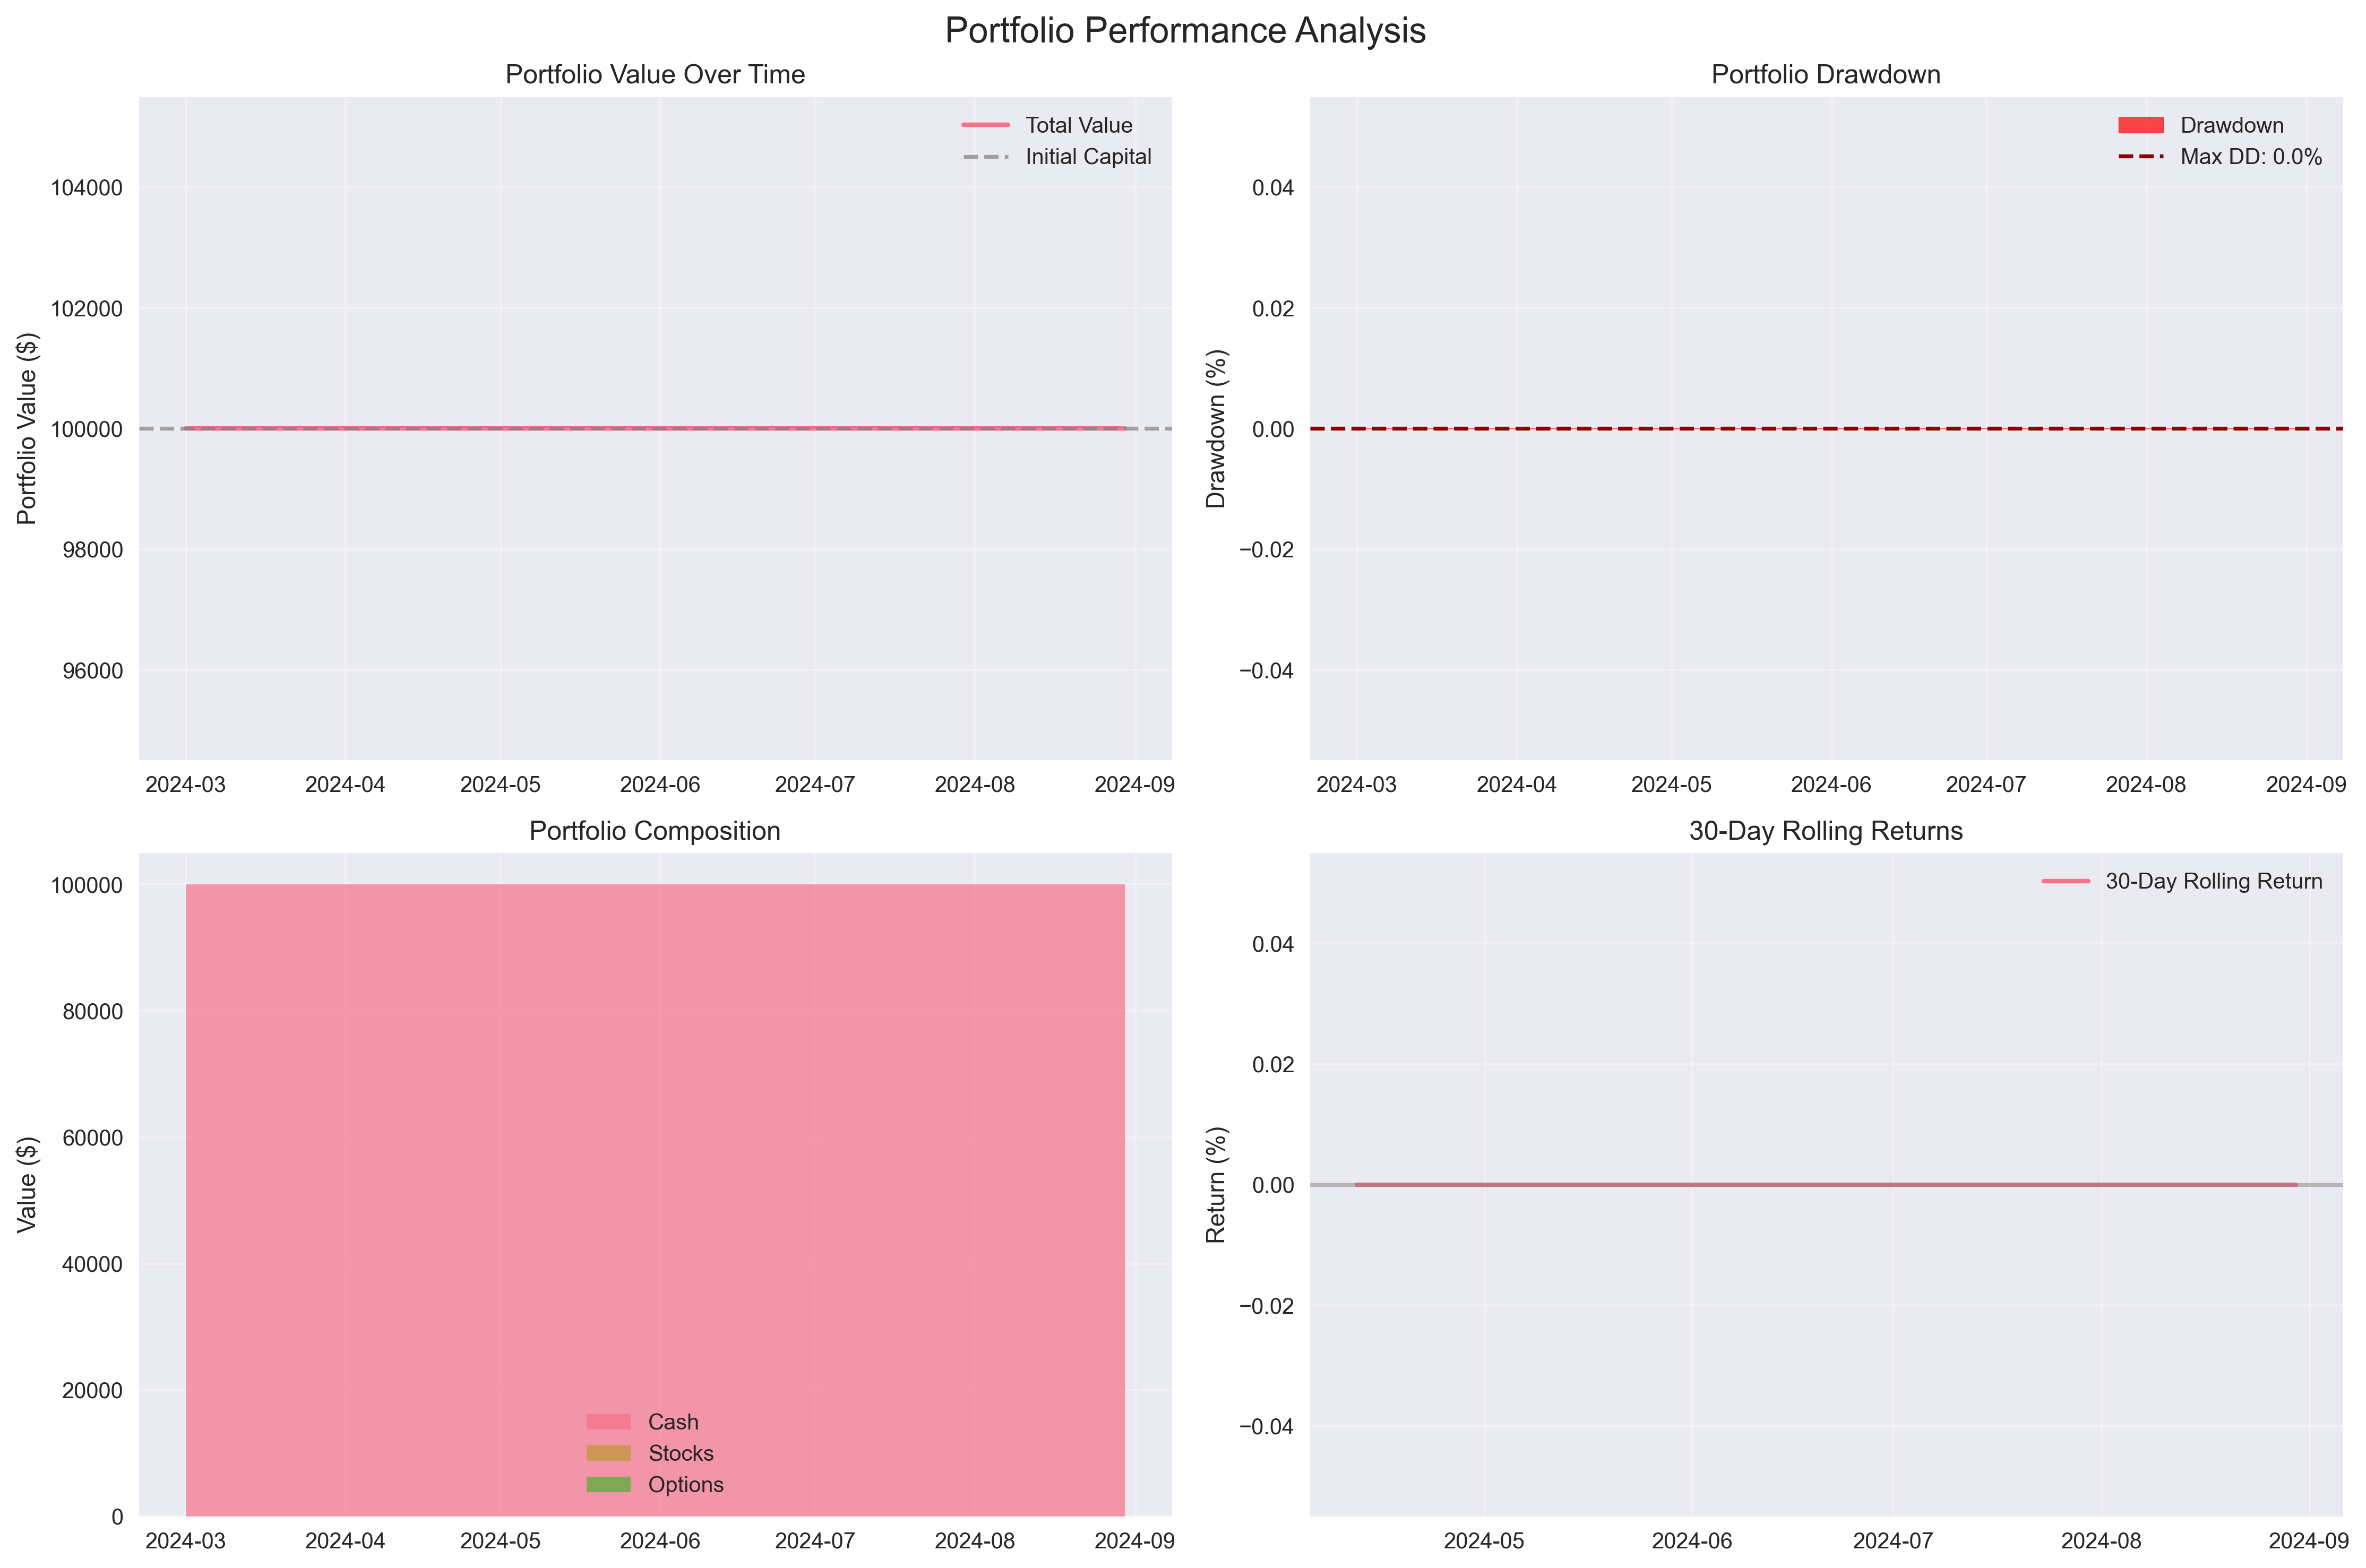 Portfolio Performance Analysis
Portfolio Value Over Time
Total Value
Initial Capital
Portfolio Value ($)
104000
102000
100000
98000
96000
2024-03 2024-04 2024-05 2024-06 2024-07 2024-08 2024-09
Portfolio Drawdown
Drawdown
Max DD: 0.0%
Drawdown (%)
0.04
0.02
0.00
−0.02
−0.04
2024-03 2024-04 2024-05 2024-06 2024-07 2024-08 2024-09
Portfolio Composition
Value ($)
100000
80000
60000
40000
20000
0
Cash
Stocks
Options
2024-03 2024-04 2024-05 2024-06 2024-07 2024-08 2024-09
30-Day Rolling Returns
30-Day Rolling Return
Return (%)
0.04
0.02
0.00
−0.02
−0.04
2024-05 2024-06 2024-07 2024-08 2024-09